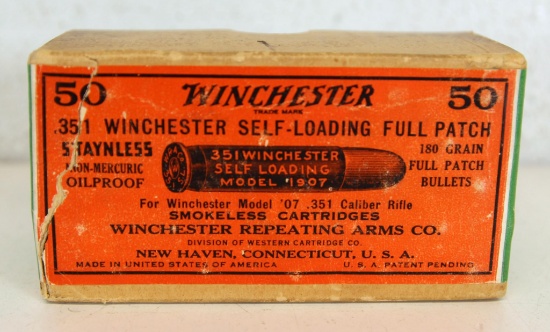 50 WINCHESTER 50
TRADE MARK
.351 WINCHESTER SELF-LOADING FULL PATCH
STAYNLESS
NON-MERCURIC
OILPROOF
351 WINCHESTER
SELF LOADING
MODEL 1907
180 GRAIN
FULL PATCH
BULLETS
For Winchester Model '07 .351 Caliber Rifle
SMOKELESS CARTRIDGES
WINCHESTER REPEATING ARMS CO.
DIVISION OF WESTERN CARTRIDGE CO.
NEW HAVEN, CONNECTICUT, U. S. A.
MADE IN UNITED STATES OF AMERICA U. S. A. PATENT PENDING